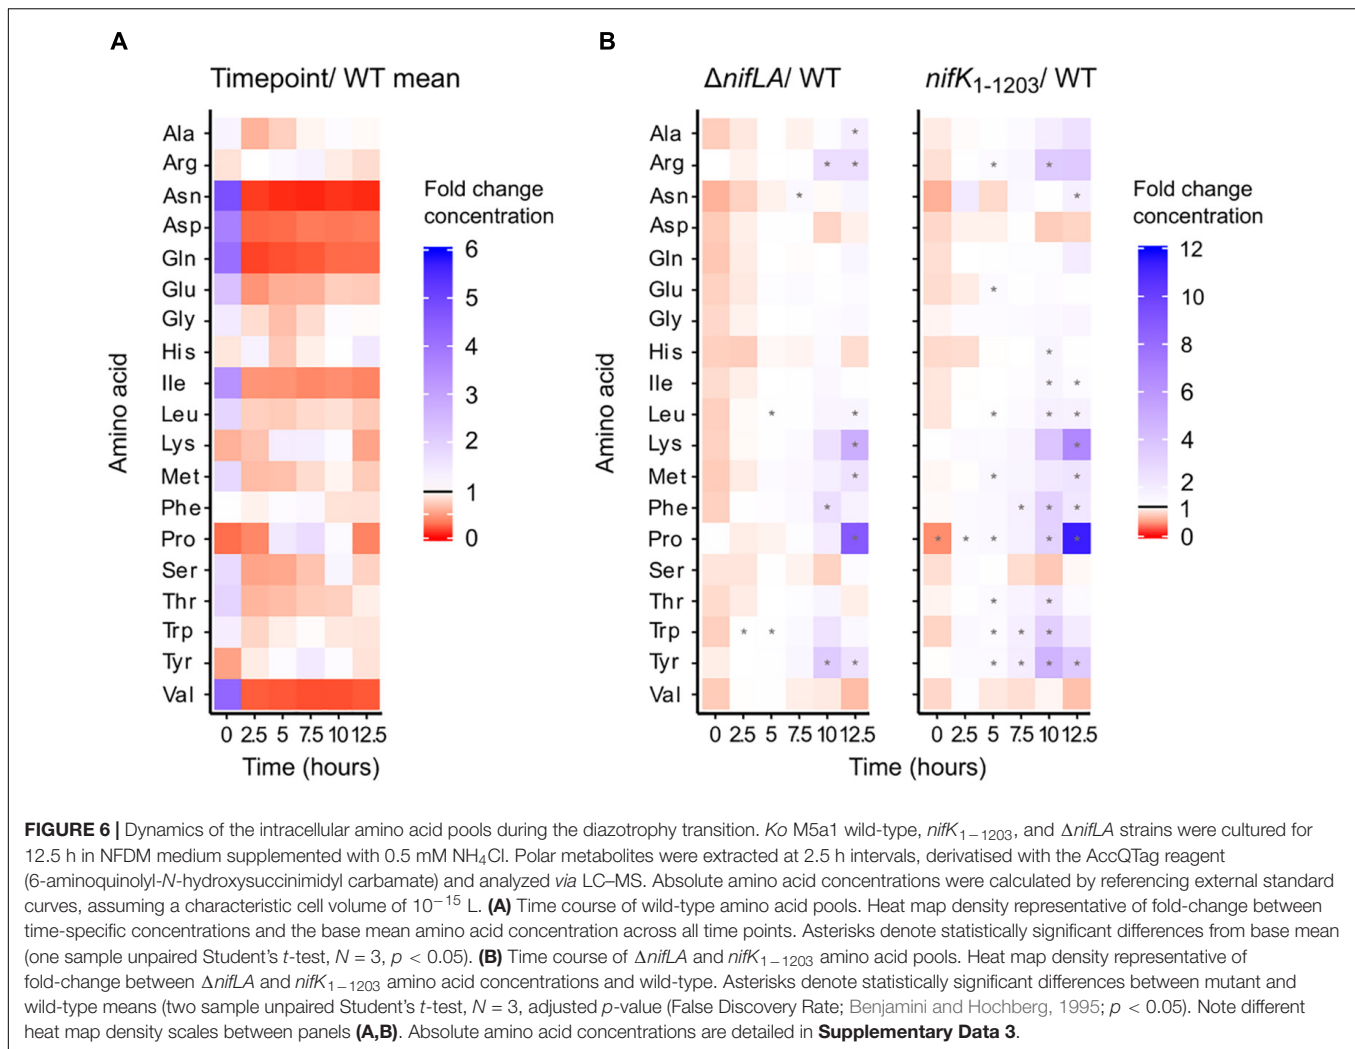 A
B
Timepoint/ WT mean
ΔnifLA/ WT
nifK1-1203/ WT
Amino acid
Ala
Arg
Asn
Asp
Gln
Glu
Gly
His
Ile
Leu
Lys
Met
Phe
Pro
Ser
Thr
Trp
Tyr
Val
0 2.5 5 7.5 10 12.5
Time (hours)
Fold change
concentration
6
5
4
3
2
1
0
Amino acid
Ala
Arg
Asn
Asp
Gln
Glu
Gly
His
Ile
Leu
Lys
Met
Phe
Pro
Ser
Thr
Trp
Tyr
Val
* * * * * * * * * * * * * * * *
0 2.5 5 7.5 10 12.5
0 2.5 5 7.5 10 12.5
Time (hours)
Fold change
concentration
12
10
8
6
4
2
1
0
FIGURE 6 | Dynamics of the intracellular amino acid pools during the diazotrophy transition. Ko M5a1 wild-type, nifK1−1203, and ΔnifLA strains were cultured for
12.5 h in NFDM medium supplemented with 0.5 mM NH4Cl. Polar metabolites were extracted at 2.5 h intervals, derivatised with the AccQTag reagent
(6-aminoquinolyl-N-hydroxysuccinimidyl carbamate) and analyzed via LC–MS. Absolute amino acid concentrations were calculated by referencing external standard
curves, assuming a characteristic cell volume of 10−15 L. (A) Time course of wild-type amino acid pools. Heat map density representative of fold-change between
time-specific concentrations and the base mean amino acid concentration across all time points. Asterisks denote statistically significant differences from base mean
(one sample unpaired Student's t-test, N = 3, p < 0.05). (B) Time course of ΔnifLA and nifK1−1203 amino acid pools. Heat map density representative of
fold-change between ΔnifLA and nifK1−1203 amino acid concentrations and wild-type. Asterisks denote statistically significant differences between mutant and
wild-type means (two sample unpaired Student's t-test, N = 3, adjusted p-value (False Discovery Rate; Benjamini and Hochberg, 1995; p < 0.05). Note different
heat map density scales between panels (A,B). Absolute amino acid concentrations are detailed in Supplementary Data 3.